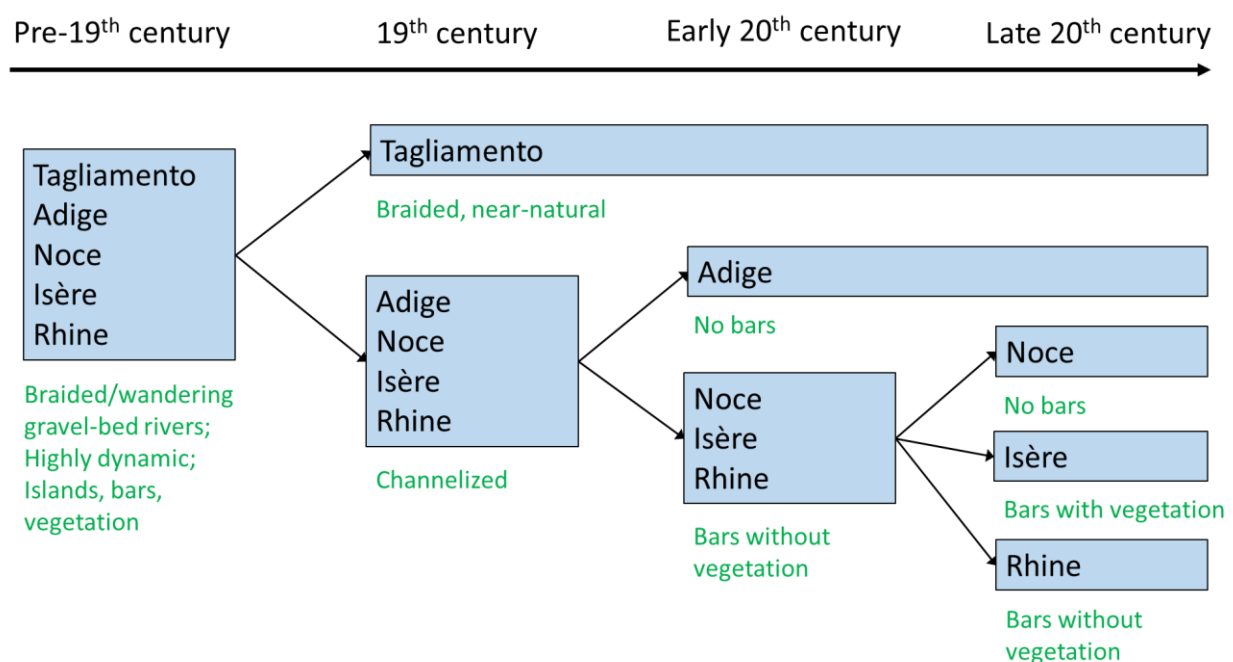 Pre-19th century
19th century
Early 20th century
Late 20th century
Tagliamento
Adige
Noce
Isère
Rhine
Braided/wandering
gravel-bed rivers;
Highly dynamic;
Islands, bars,
vegetation
Tagliamento
Braided, near-natural
Adige
Noce
Isère
Rhine
Channelized
Adige
No bars
Noce
Isère
Rhine
Bars without
vegetation
Noce
No bars
Isère
Bars with vegetation
Rhine
Bars without
vegetation